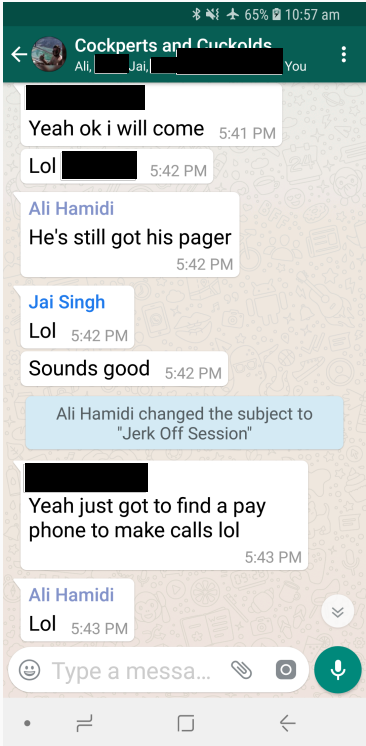 65% 10:57 am
Cockperts and Cuckolds
Ali, Jai, You
Yeah ok i will come 5:41 PM
Lol 5:42 PM
Ali Hamidi
He's still got his pager
5:42 PM
Jai Singh
Lol 5:42 PM
Sounds good 5:42 PM
Ali Hamidi changed the subject to
"Jerk Off Session"
Yeah just got to find a pay
phone to make calls lol
5:43 PM
Ali Hamidi
Lol 5:43 PM
Type a messa...